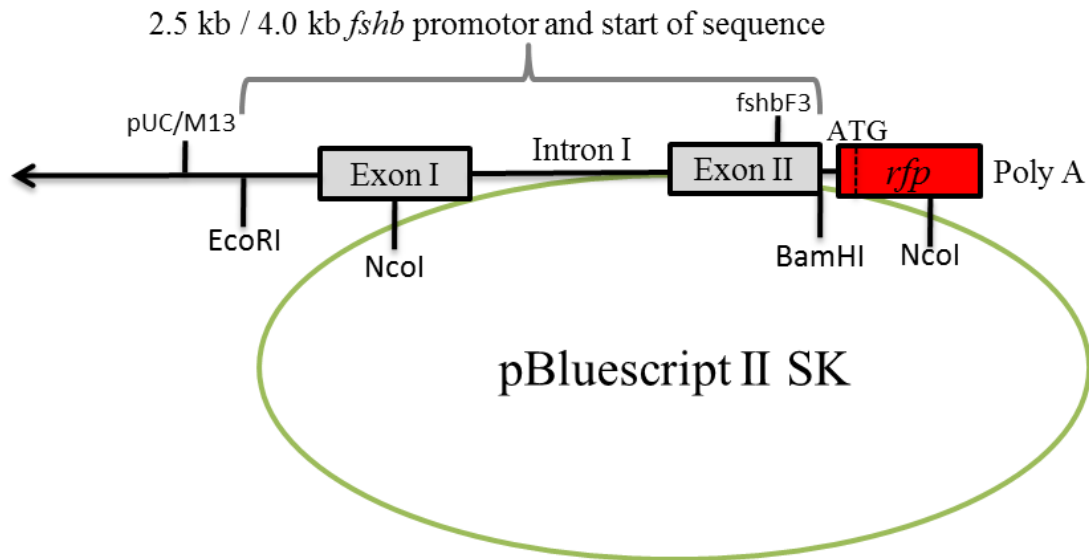 2.5 kb / 4.0 kb fshb promotor and start of sequence
pUC/M13
fshbF3
ATG
Exon I
Intron I
Exon II
rfp
Poly A
EcoRI
NcoI
BamHI
NcoI
pBluescript II SK